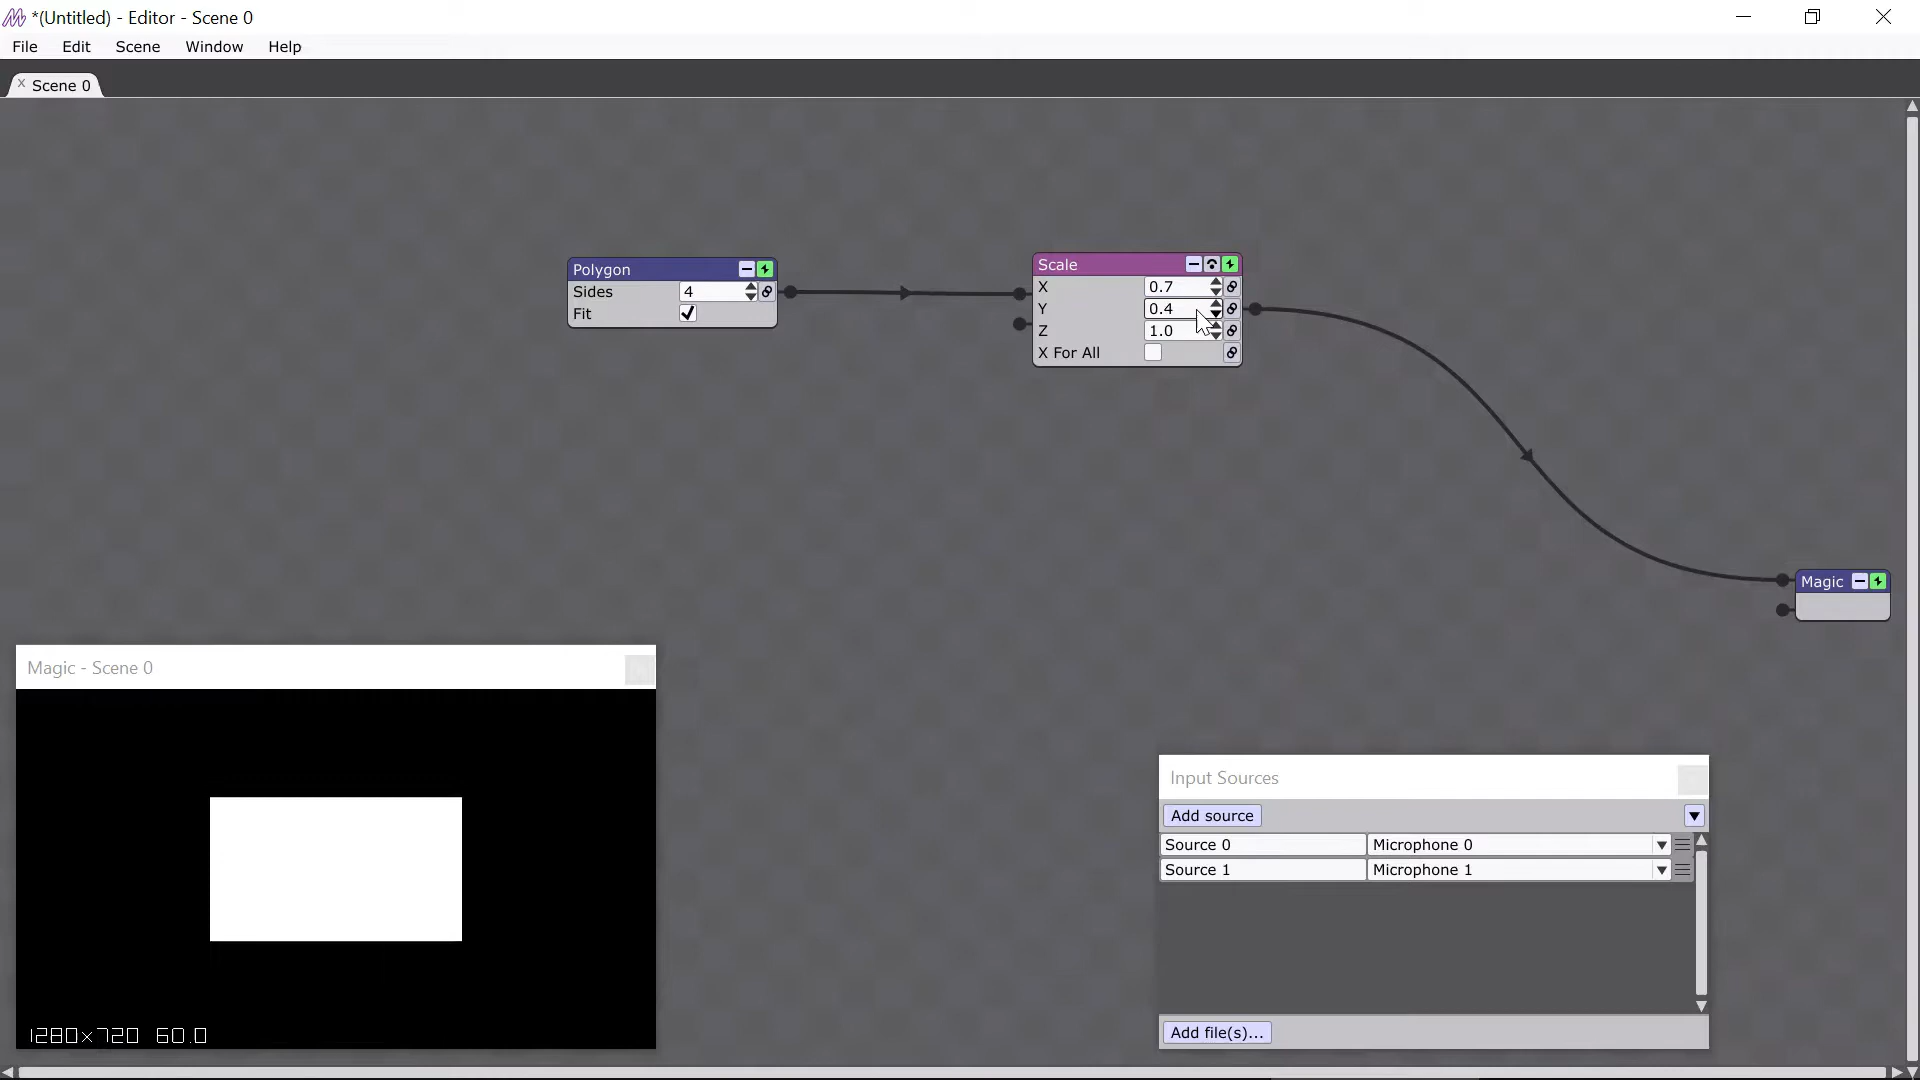 *(Untitled) - Editor - Scene 0
File Edit Scene Window Help
x Scene 0
Polygon
Sides 4
Fit
Scale
X 0.7
Y 0.4
Z 1.0
X For All
Magic
Magic - Scene 0
1280x720 60.0
Input Sources
Add source
Source 0 Microphone 0
Source 1 Microphone 1
Add file(s)...